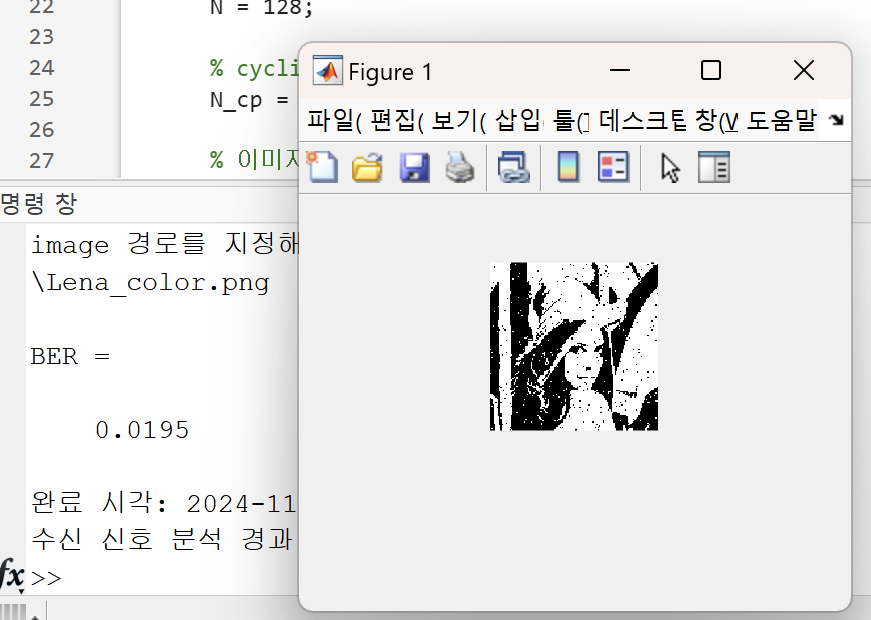 22
N = 128;
23
24
% cycli
25
N_cp =
26
27
% 이미지
Figure 1
파일( 편집( 보기( 삽입 툴(T 데스크탑 창(W 도움말
명령 창
image 경로를 지정해
\Lena_color.png
BER =
0.0195
완료 시각: 2024-11
수신 신호 분석 경과
fx >>